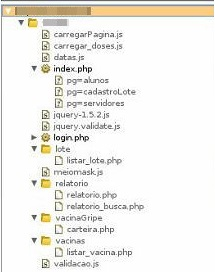 carregarPagina.js
carregar_doses.js
datas.js
index.php
pg=alunos
pg=cadastroLote
pg=servidores
jquery-1.5.2.js
jquery.validate.js
login.php
lote
listar_lote.php
meiomask.js
relatorio
relatorio.php
relatorio_busca.php
vacinaGripe
carteira.php
vacinas
listar_vacina.php
validacao.js